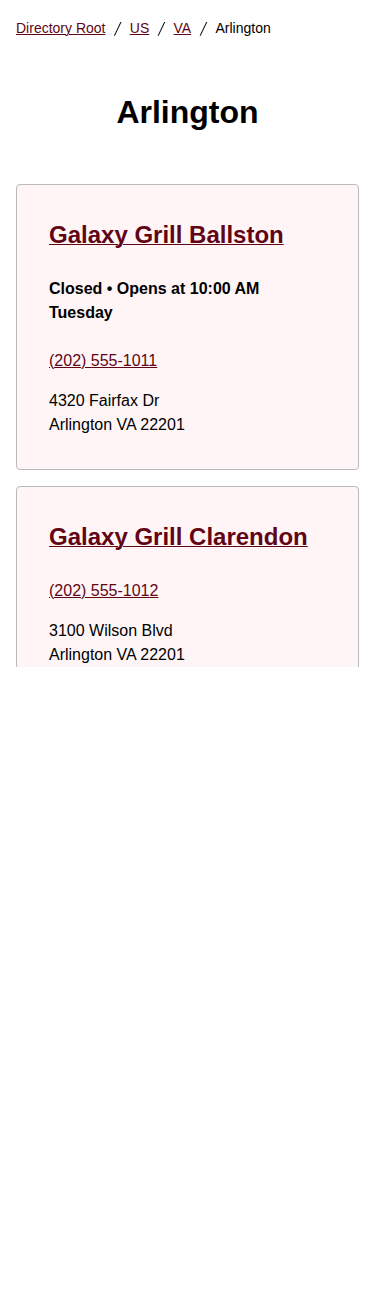 Directory Root / US / VA / Arlington
Arlington
Galaxy Grill Ballston
Closed • Opens at 10:00 AM
Tuesday
(202) 555-1011
4320 Fairfax Dr
Arlington VA 22201
Galaxy Grill Clarendon
(202) 555-1012
3100 Wilson Blvd
Arlington VA 22201